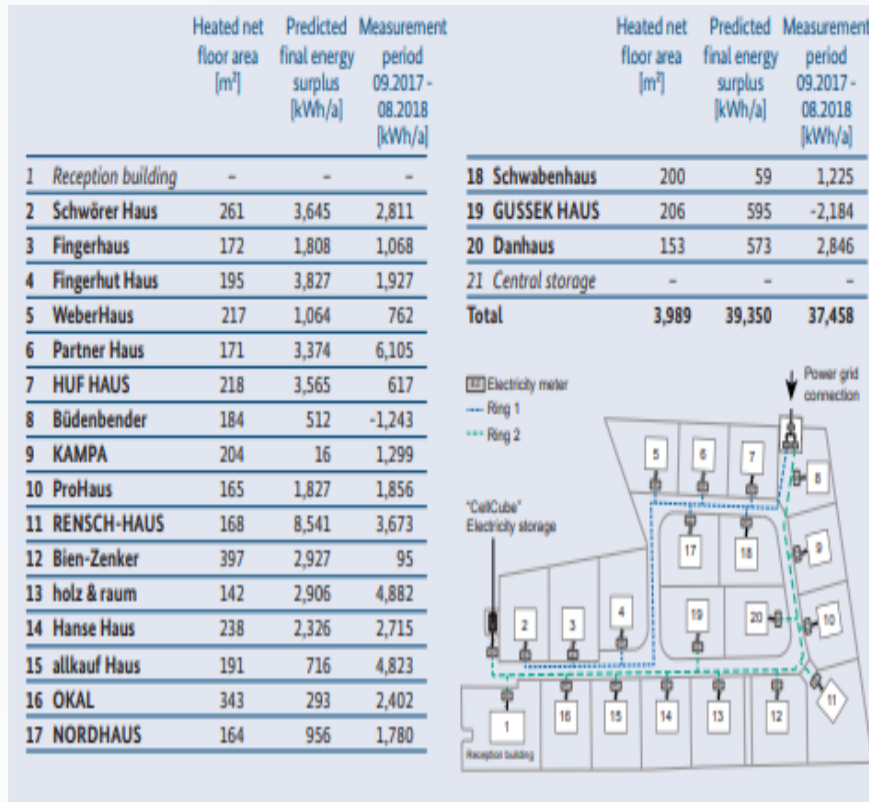 Heated net floor area [m²] Predicted final energy surplus [kWh/a] Measurement period 09.2017 - 08.2018 [kWh/a]
1 Reception building – – –
2 Schwörer Haus 261 3,645 2,811
3 Fingerhaus 172 1,808 1,068
4 Fingerhut Haus 195 3,827 1,927
5 WeberHaus 217 1,064 762
6 Partner Haus 171 3,374 6,105
7 HUF HAUS 218 3,565 617
8 Büdenbender 184 512 -1,243
9 KAMPA 204 16 1,299
10 ProHaus 165 1,827 1,856
11 RENSCH-HAUS 168 8,541 3,673
12 Bien-Zenker 397 2,927 95
13 holz & raum 142 2,906 4,882
14 Hanse Haus 238 2,326 2,715
15 allkauf Haus 191 716 4,823
16 OKAL 343 293 2,402
17 NORDHAUS 164 956 1,780
Heated net floor area [m²] Predicted final energy surplus [kWh/a] Measurement period 09.2017 - 08.2018 [kWh/a]
18 Schwabenhaus 200 59 1,225
19 GUSSEK HAUS 206 595 -2,184
20 Danhaus 153 573 2,846
21 Central storage – – –
Total 3,989 39,350 37,458
Electricity meter
Ring 1
Ring 2
Power grid
connection
"CellCube"
Electricity storage
5 6 7 8
17 18 9
2 3 4 19 20 10
1 16 15 14 13 12 11
Reception building